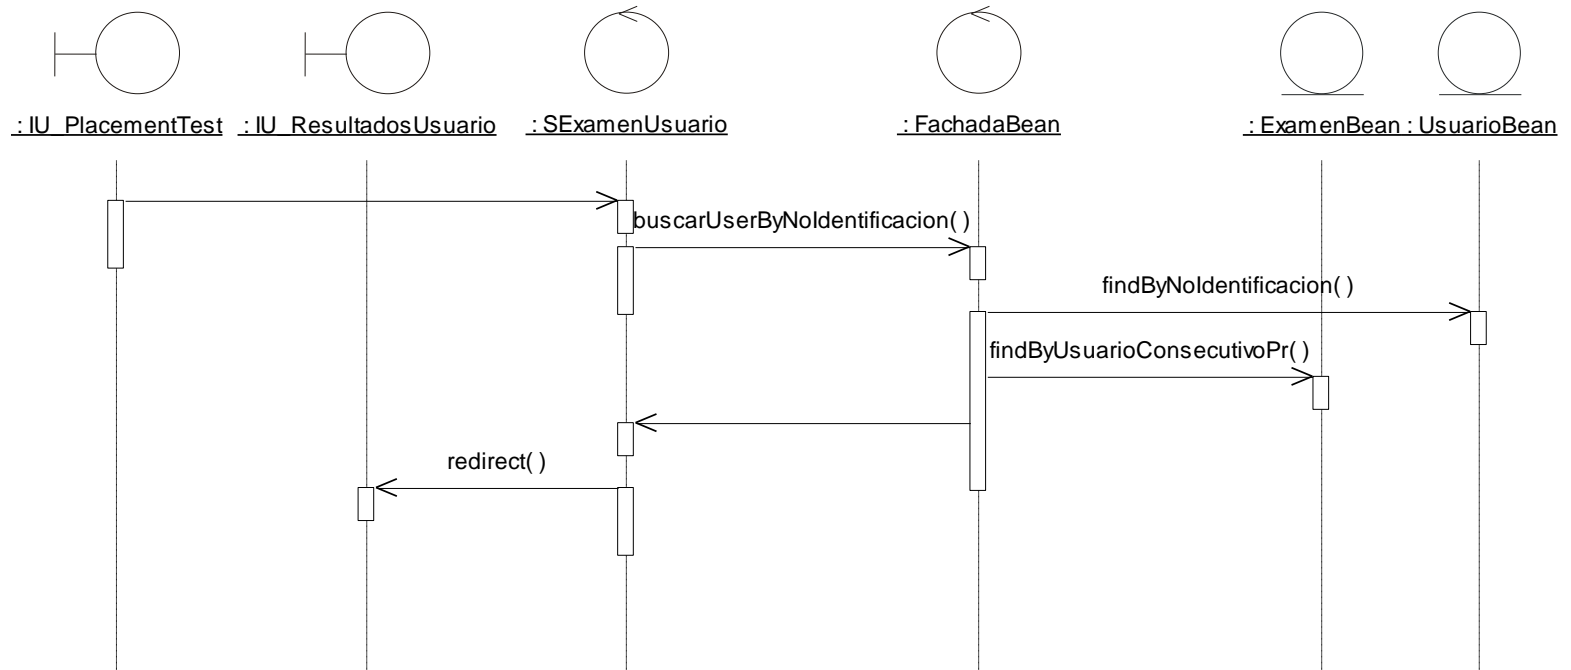 : IU_PlacementTest
: IU_ResultadosUsuario
: SExamenUsuario
: FachadaBean
: ExamenBean
: UsuarioBean
buscarUserByNoIdentificacion( )
findByNoIdentificacion( )
findByUsuarioConsecutivoPr( )
redirect( )